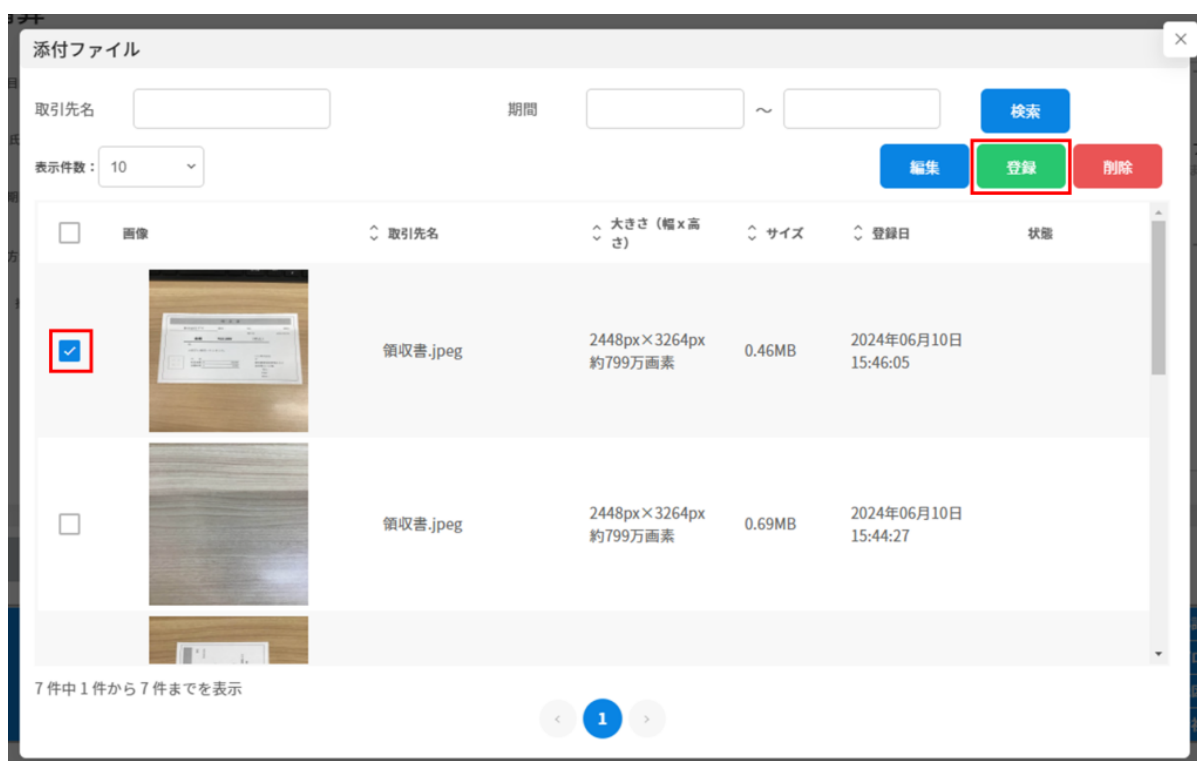 添付ファイル
取引先名 期間 ～ 検索
表示件数： 10 編集 登録 削除
画像 取引先名 大きさ（幅x高さ） サイズ 登録日 状態
領収書.jpeg 2448px×3264px 0.46MB 2024年06月10日
約799万画素 15:46:05
領収書.jpeg 2448px×3264px 0.69MB 2024年06月10日
約799万画素 15:44:27
7件中1件から7件までを表示
1